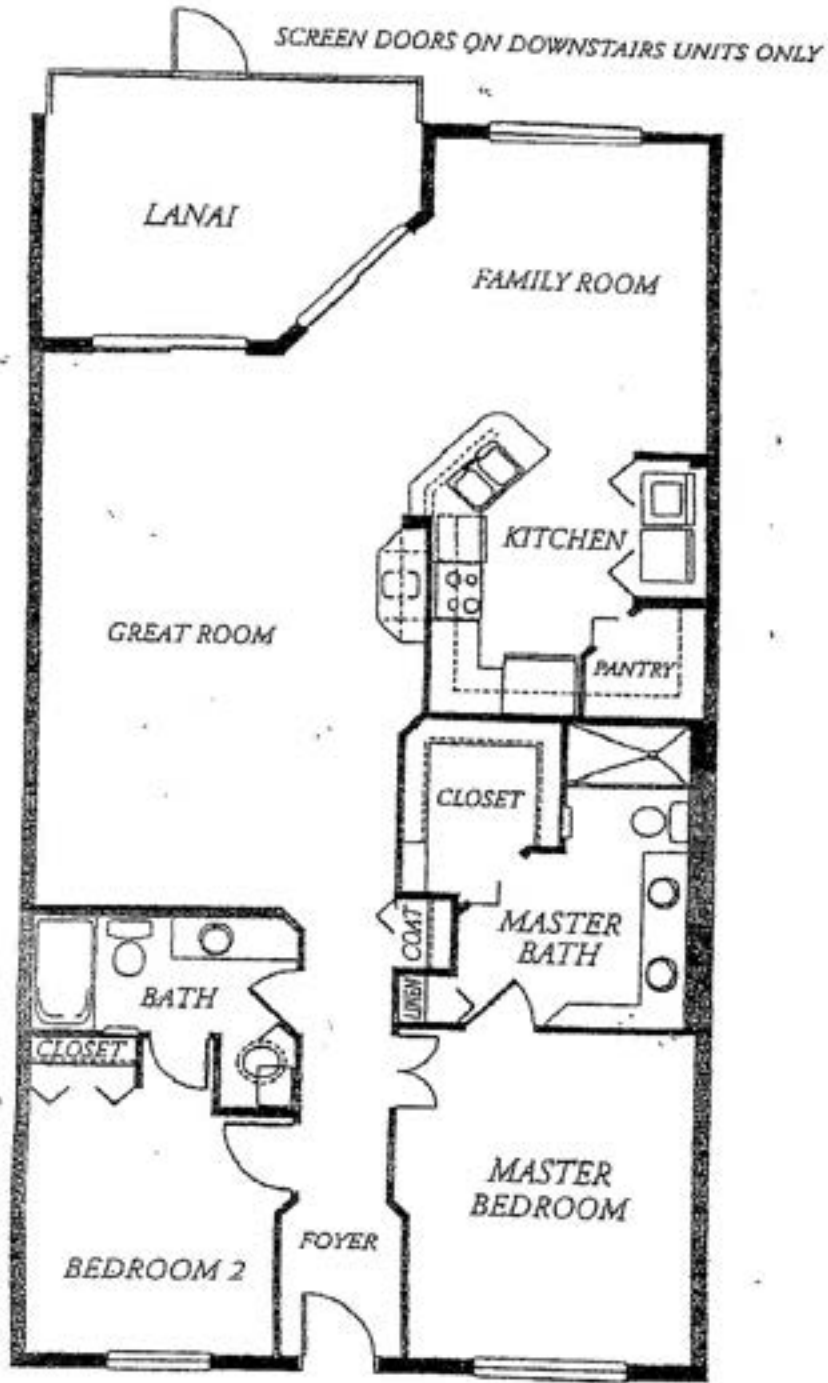 SCREEN DOORS ON DOWNSTAIRS UNITS ONLY
LANAI
FAMILY ROOM
KITCHEN
GREAT ROOM
PANTRY
CLOSET
COAT
MASTER
BATH
LINEN
BATH
CLOSET
MASTER
BEDROOM
FOYER
BEDROOM 2